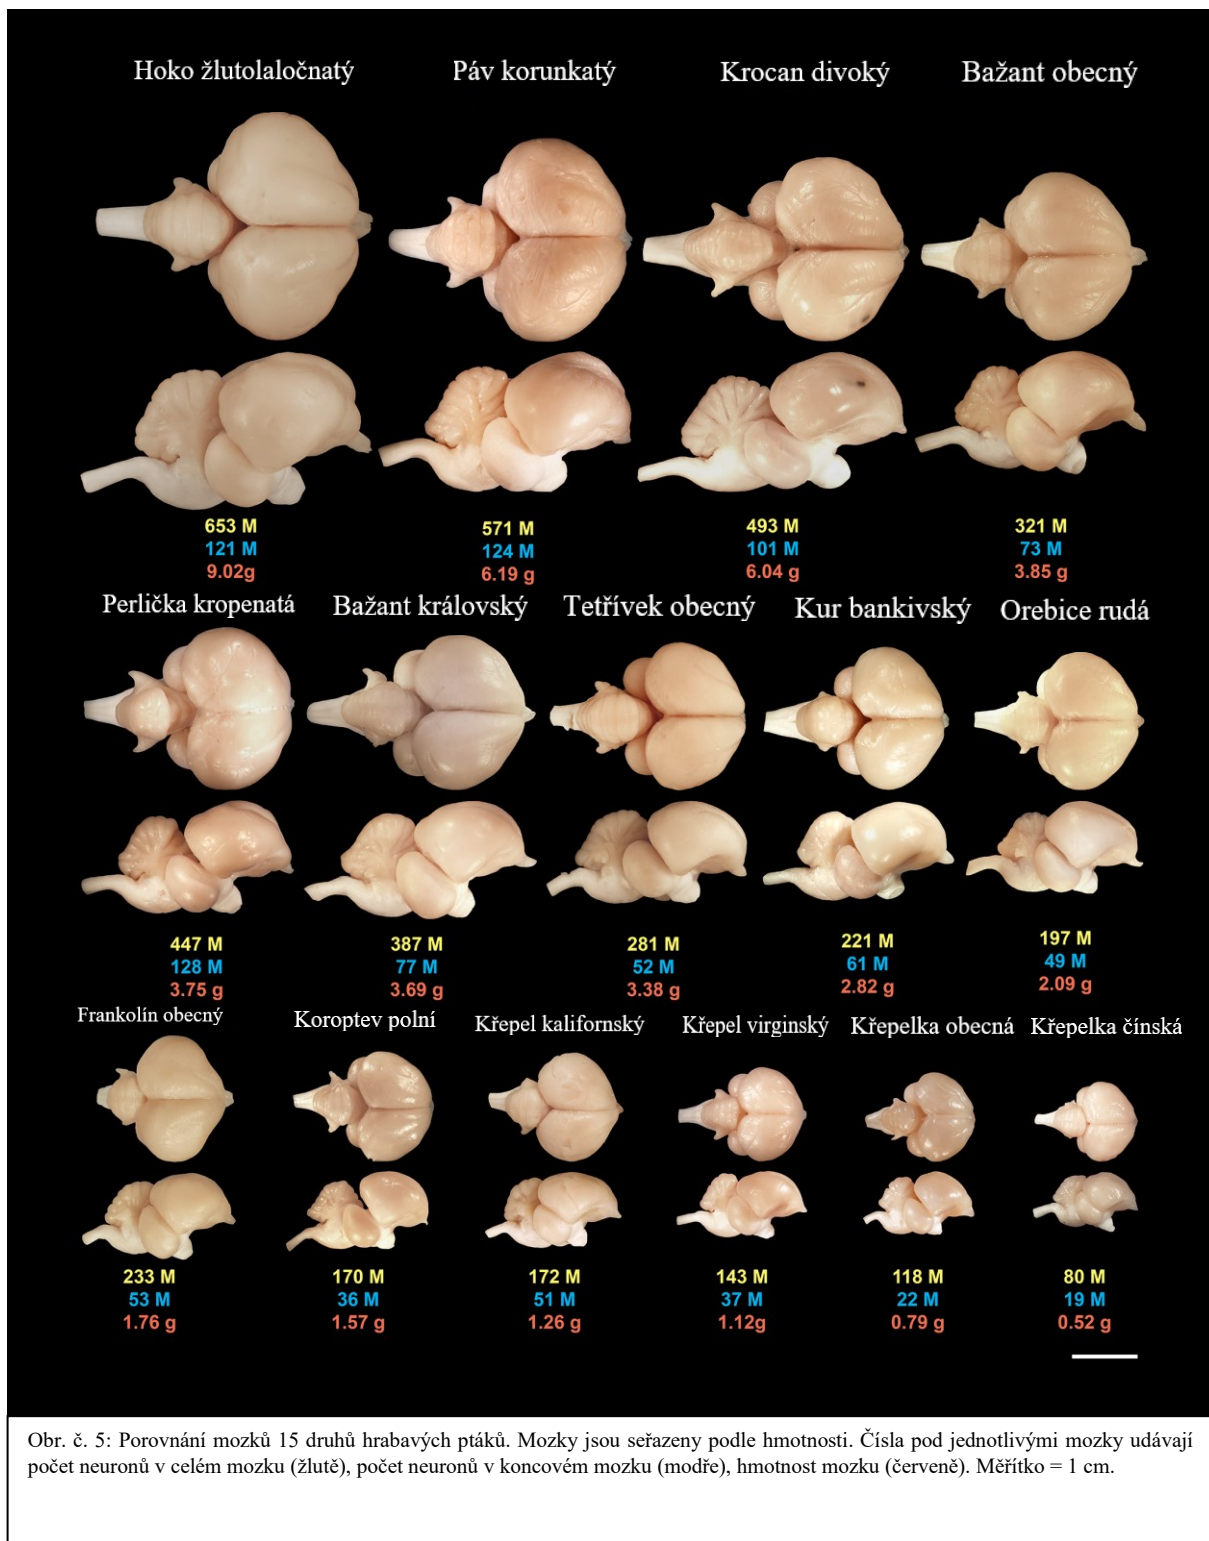 Hoko žlutolaločnatý Páv korunkatý Krocan divoký Bažant obecný
653 M 571 M 493 M 321 M
121 M 124 M 101 M 73 M
9.02g 6.19 g 6.04 g 3.85 g
Perlička kropenatá Bažant královský Tetřívek obecný Kur bankivský Orebice rudá
447 M 387 M 281 M 221 M 197 M
128 M 77 M 52 M 61 M 49 M
3.75 g 3.69 g 3.38 g 2.82 g 2.09 g
Frankolín obecný Koroptev polní Křepel kalifornský Křepel virginský Křepelka obecná Křepelka čínská
233 M 170 M 172 M 143 M 118 M 80 M
53 M 36 M 51 M 37 M 22 M 19 M
1.76 g 1.57 g 1.26 g 1.12g 0.79 g 0.52 g
Obr. č. 5: Porovnání mozků 15 druhů hrabavých ptáků. Mozky jsou seřazeny podle hmotnosti. Čísla pod jednotlivými mozky udávají
počet neuronů v celém mozku (žlutě), počet neuronů v koncovém mozku (modře), hmotnost mozku (červeně). Měřítko = 1 cm.